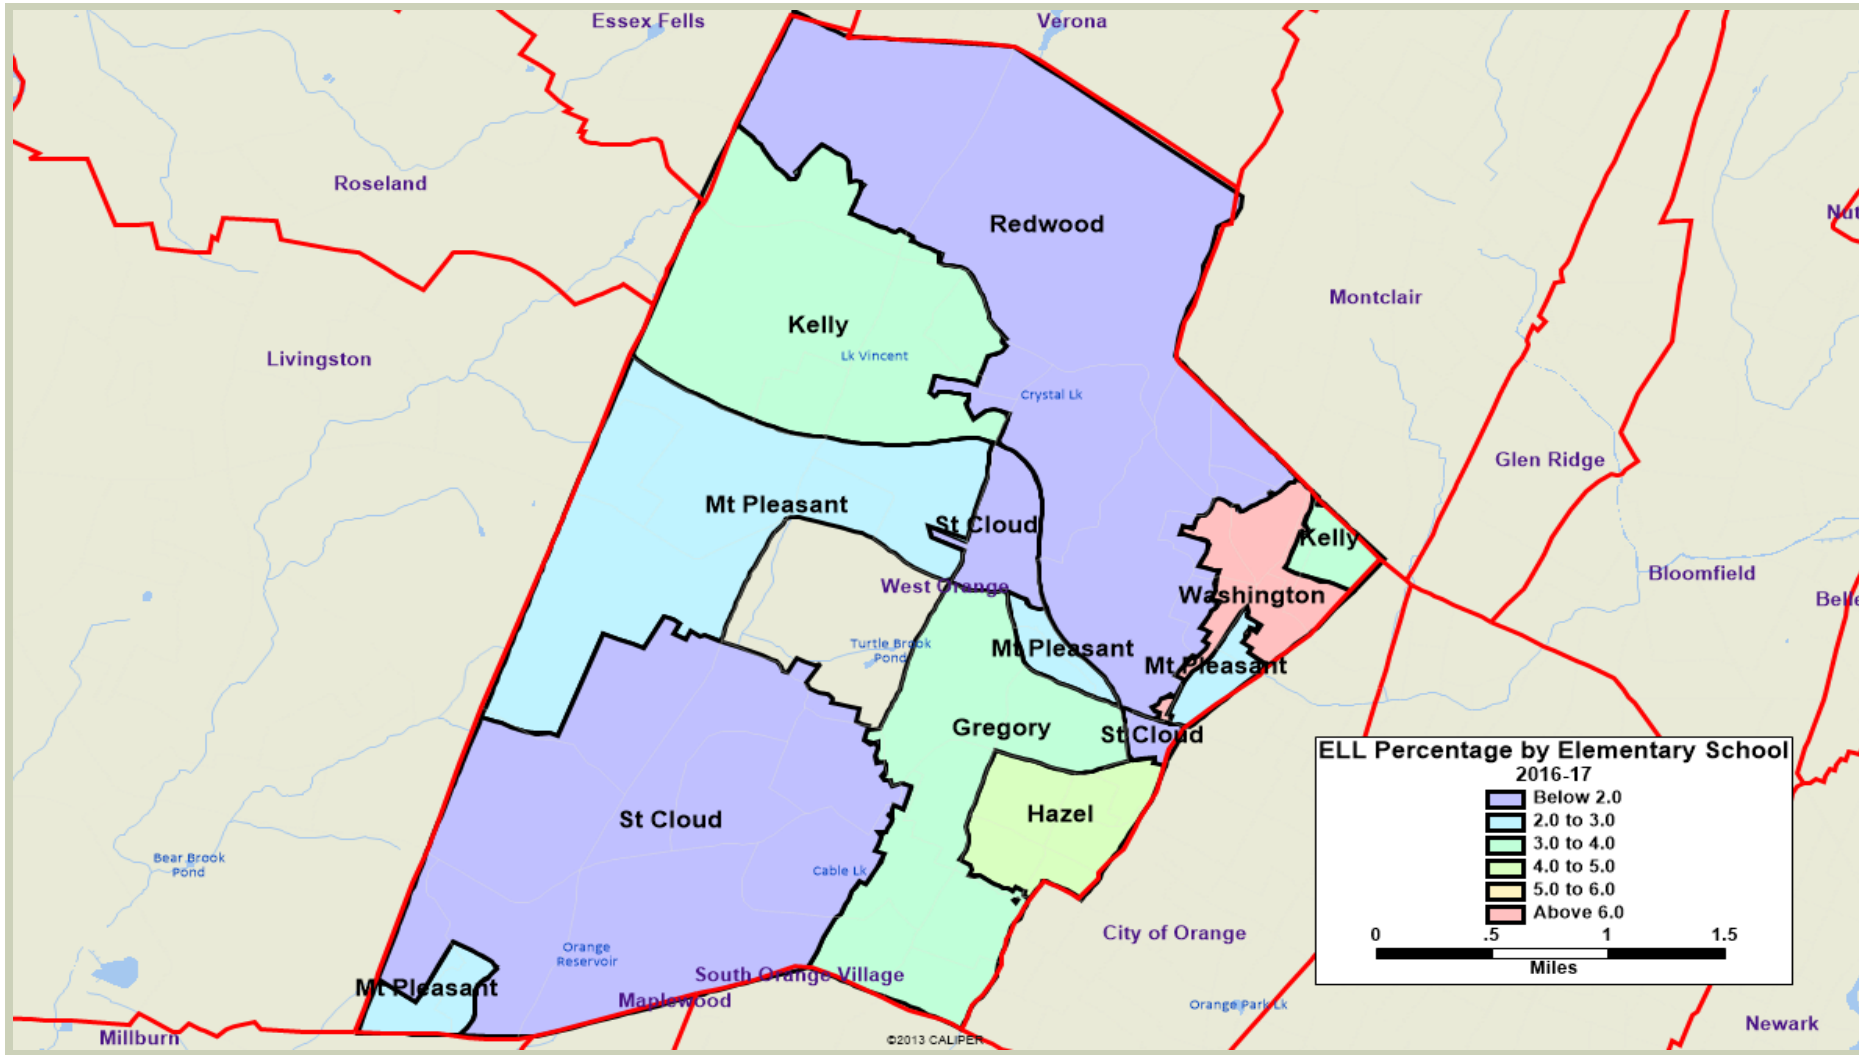 Essex Fells
Verona
Roseland
Redwood
Nut
Montclair
Kelly
Livingston
Lk Vincent
Crystal Lk
Glen Ridge
Mt Pleasant
St Cloud
Kelly
Bloomfield
West Orange
Washington
Belle
Turtle Brook
Pond
Mt Pleasant
Mt Pleasant
Gregory
St Cloud
ELL Percentage by Elementary School
2016-17
Below 2.0
2.0 to 3.0
3.0 to 4.0
4.0 to 5.0
5.0 to 6.0
Above 6.0
0 .5 1 1.5
Miles
Hazel
St Cloud
Bear Brook
Pond
Cable Lk
City of Orange
Orange
Reservoir
South Orange Village
Mt Pleasant
Maplewood
Orange Park Lk
Newark
Millburn
©2013 CALIPER